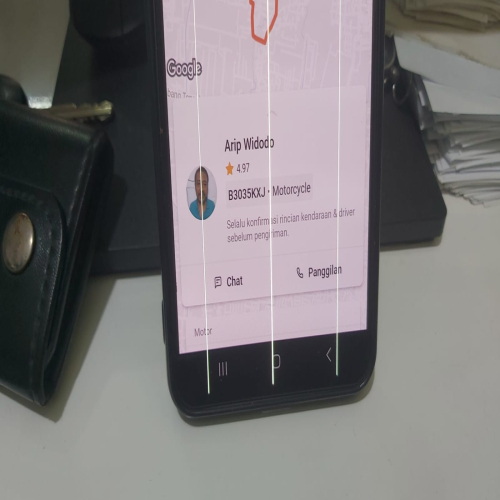 Google
Arip Widodo
4.97
B3035KXJ • Motorcycle
Selalu konfirmasi rincian kendaraan & driver
sebelum pengiriman.
Chat
Panggilan
Motor